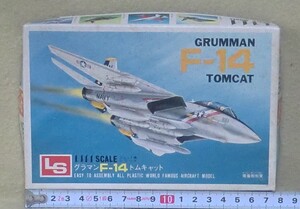 GRUMMAN
F-14
TOMCAT
LS
SCALE
グラマンF-14トムキャット
EASY TO ASSEMBLY ALL PLASTIC WORLD FAMOUS AIRCRAFT MODEL
1 2 3 4 5 6 7 8 9 10 1 2 3 4 5 6 7 8 9